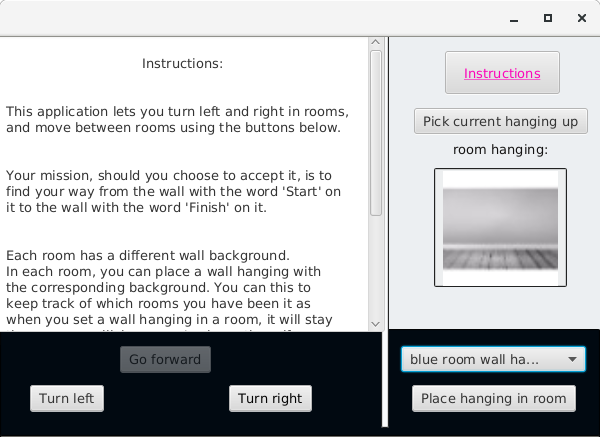 Instructions:
This application lets you turn left and right in rooms,
and move between rooms using the buttons below.
Your mission, should you choose to accept it, is to
find your way from the wall with the word 'Start' on
it to the wall with the word 'Finish' on it.
Each room has a different wall background.
In each room, you can place a wall hanging with
the corresponding background. You can this to
keep track of which rooms you have been it as
when you set a wall hanging in a room, it will stay
Instructions
Pick current hanging up
room hanging:
Go forward
Turn left
Turn right
blue room wall ha...
Place hanging in room